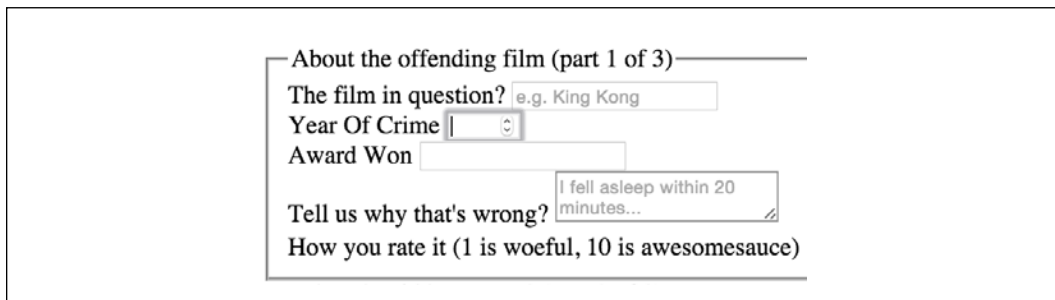 About the offending film (part 1 of 3)
The film in question? e.g. King Kong
Year Of Crime
Award Won
I fell asleep within 20
Tell us why that's wrong? minutes...
How you rate it (1 is woeful, 10 is awesomesauce)